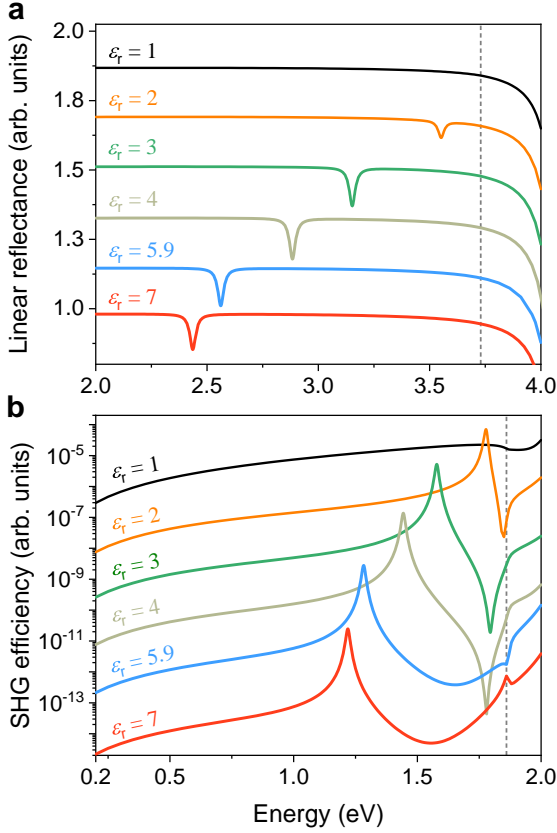 a
Linear reflectance (arb. units)
2.0
1.8
1.5
1.3
1.0
εr = 1
εr = 2
εr = 3
εr = 4
εr = 5.9
εr = 7
2.0 2.5 3.0 3.5 4.0
b
SHG efficiency (arb. units)
10⁻⁵
10⁻⁷
10⁻⁹
10⁻¹¹
10⁻¹³
εr = 1
εr = 2
εr = 3
εr = 4
εr = 5.9
εr = 7
0.2 0.5 1.0 1.5 2.0
Energy (eV)